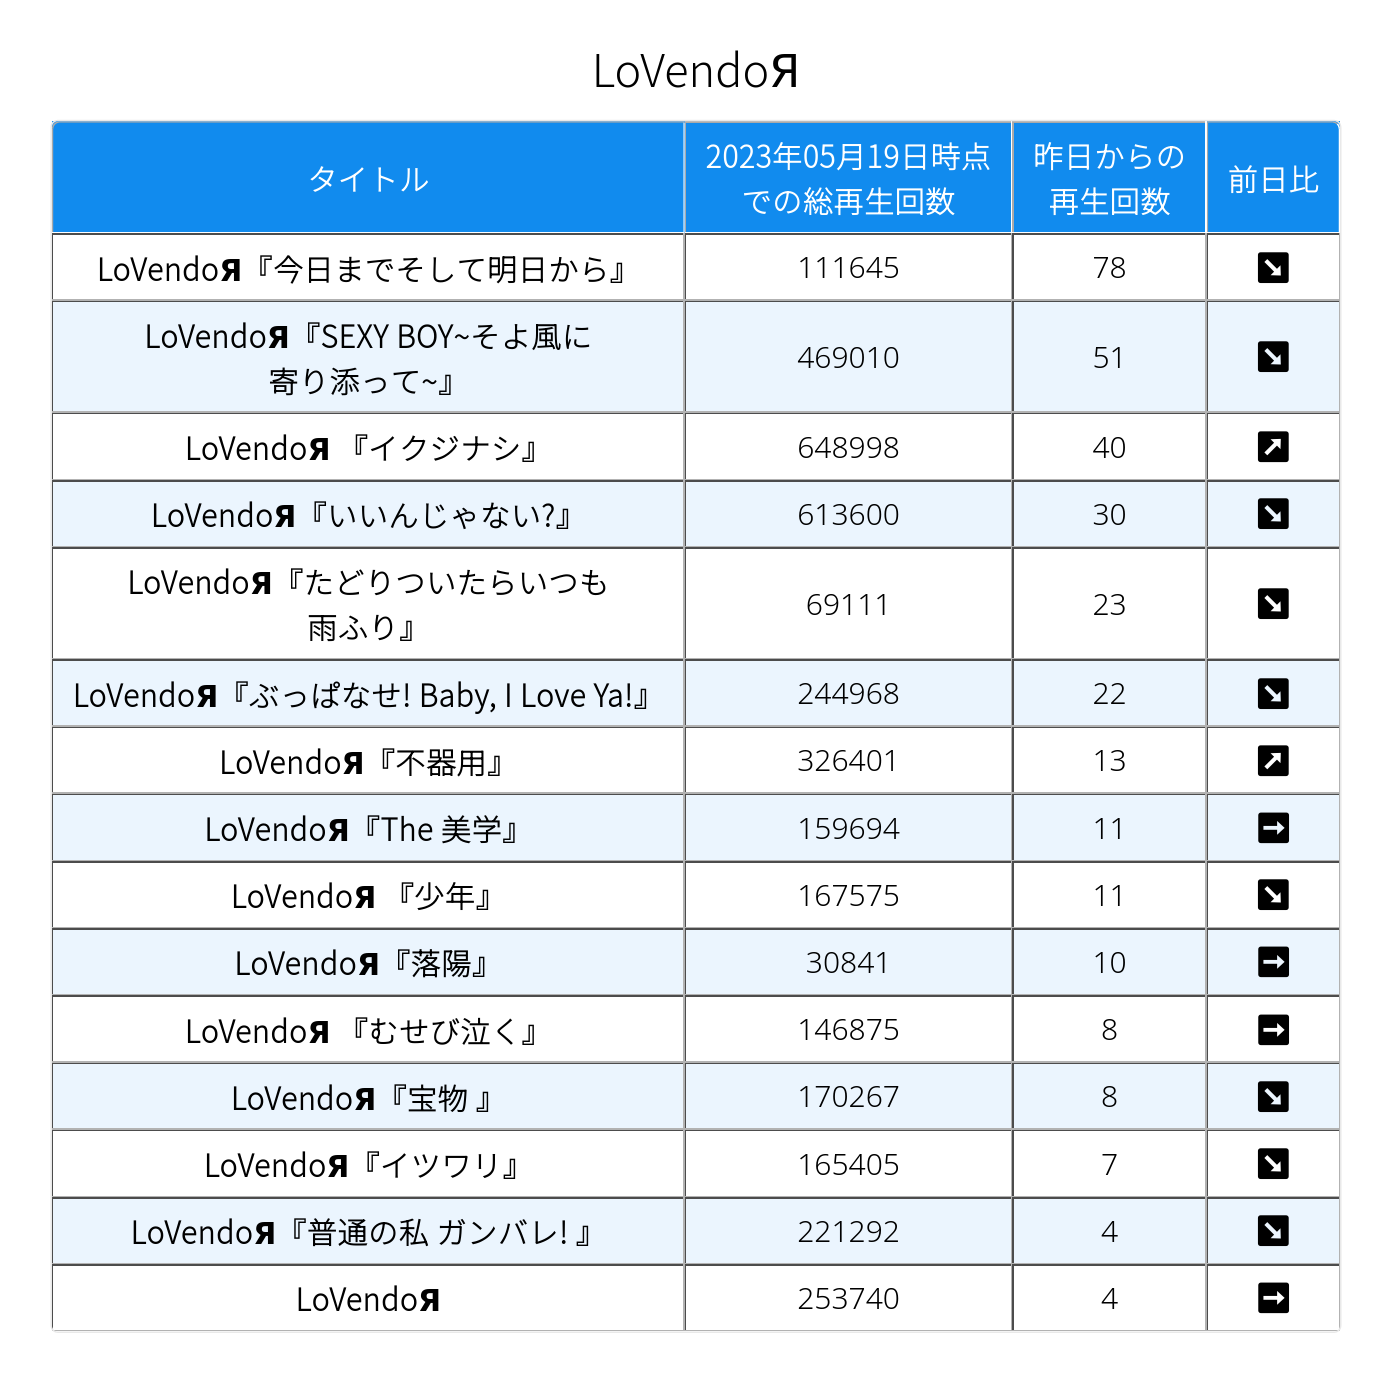 LoVendoЯ
タイトル
2023年05月19日時点
での総再生回数
昨日からの
再生回数
前日比
LoVendoЯ『今日までそして明日から』 111645 78 ↘
LoVendoЯ『SEXY BOY~そよ風に
寄り添って~』 469010 51 ↘
LoVendoЯ 『イクジナシ』 648998 40 ↗
LoVendoЯ『いいんじゃない?』 613600 30 ↘
LoVendoЯ『たどりついたらいつも
雨ふり』 69111 23 ↘
LoVendoЯ『ぶっぱなせ! Baby, I Love Ya!』 244968 22 ↘
LoVendoЯ『不器用』 326401 13 ↗
LoVendoЯ『The 美学』 159694 11 →
LoVendoЯ 『少年』 167575 11 ↘
LoVendoЯ『落陽』 30841 10 →
LoVendoЯ 『むせび泣く』 146875 8 →
LoVendoЯ『宝物 』 170267 8 ↘
LoVendoЯ『イツワリ』 165405 7 ↘
LoVendoЯ『普通の私 ガンバレ! 』 221292 4 ↘
LoVendoЯ 253740 4 →